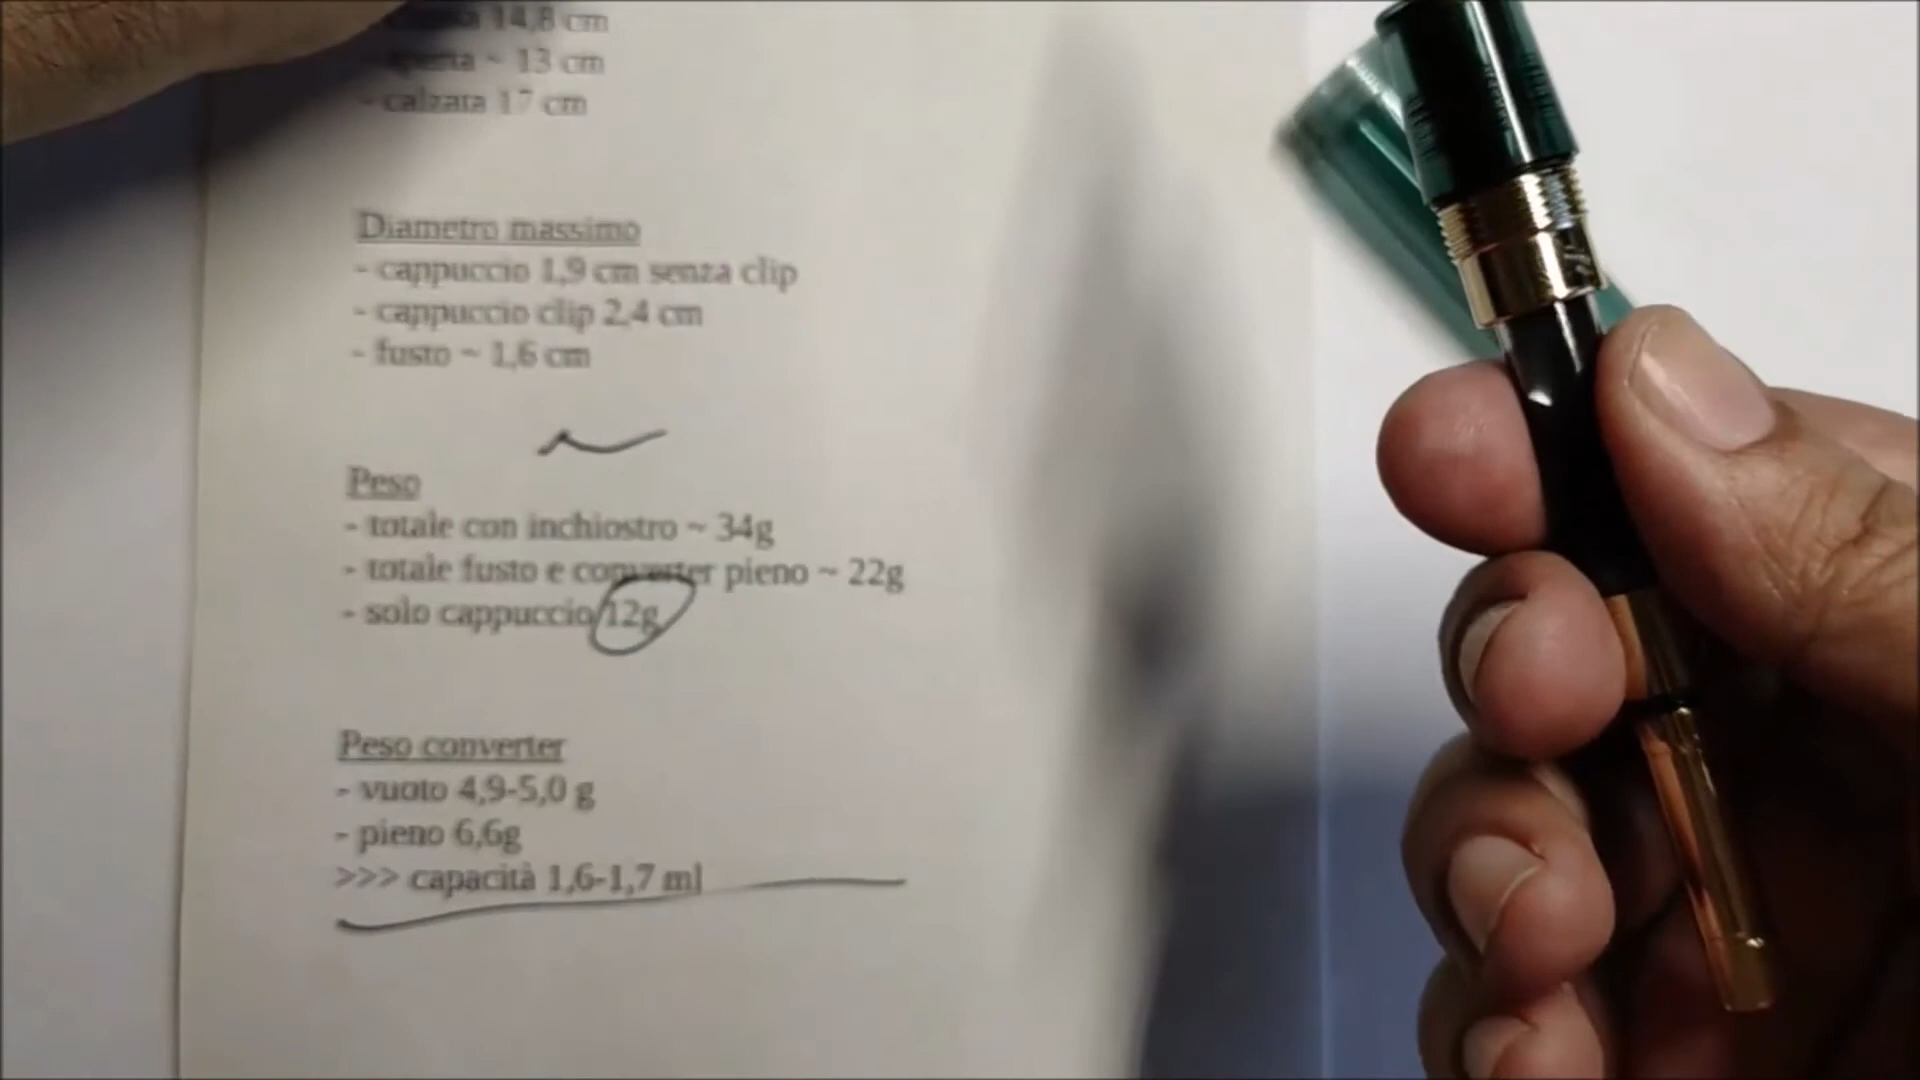 14,8 cm
- aperta ~ 13 cm
- calzata 17 cm
Diametro massimo
- cappuccio 1,9 cm senza clip
- cappuccio clip 2,4 cm
- fusto ~ 1,6 cm
Peso
- totale con inchiostro ~ 34g
- totale fusto e converter pieno ~ 22g
- solo cappuccio 12g
Peso converter
- vuoto 4,9-5,0 g
- pieno 6,6g
>>> capacità 1,6-1,7 ml